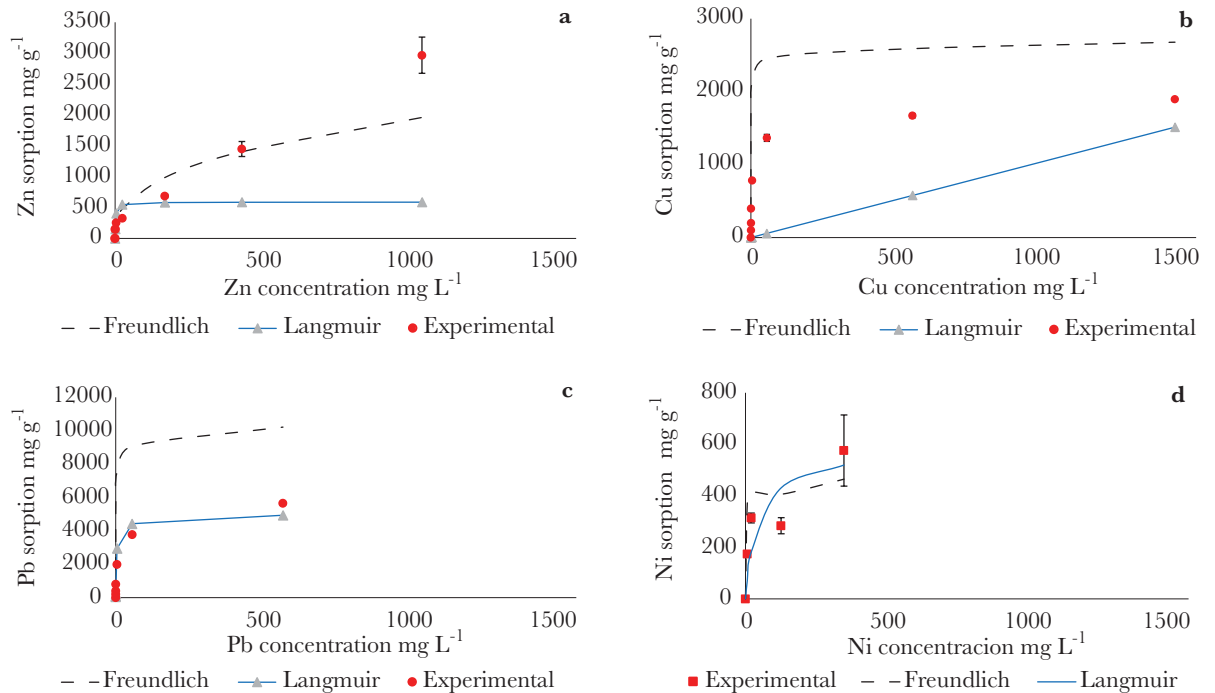 a
3500
3000
2500
2000
1500
1000
500
0
Zn sorption mg g-1
0 500 1000 1500
Zn concentration mg L-1
Freundlich Langmuir Experimental
b
3000
2000
1000
0
Cu sorption mg g-1
0 500 1000 1500
Cu concentration mg L-1
Freundlich Langmuir Experimental
c
12000
10000
8000
6000
4000
2000
0
Pb sorption mg g-1
0 500 1000 1500
Pb concentration mg L-1
Freundlich Langmuir Experimental
d
800
600
400
200
0
Ni sorption mg g-1
0 500 1000 1500
Ni concentracion mg L-1
Experimental Freundlich Langmuir